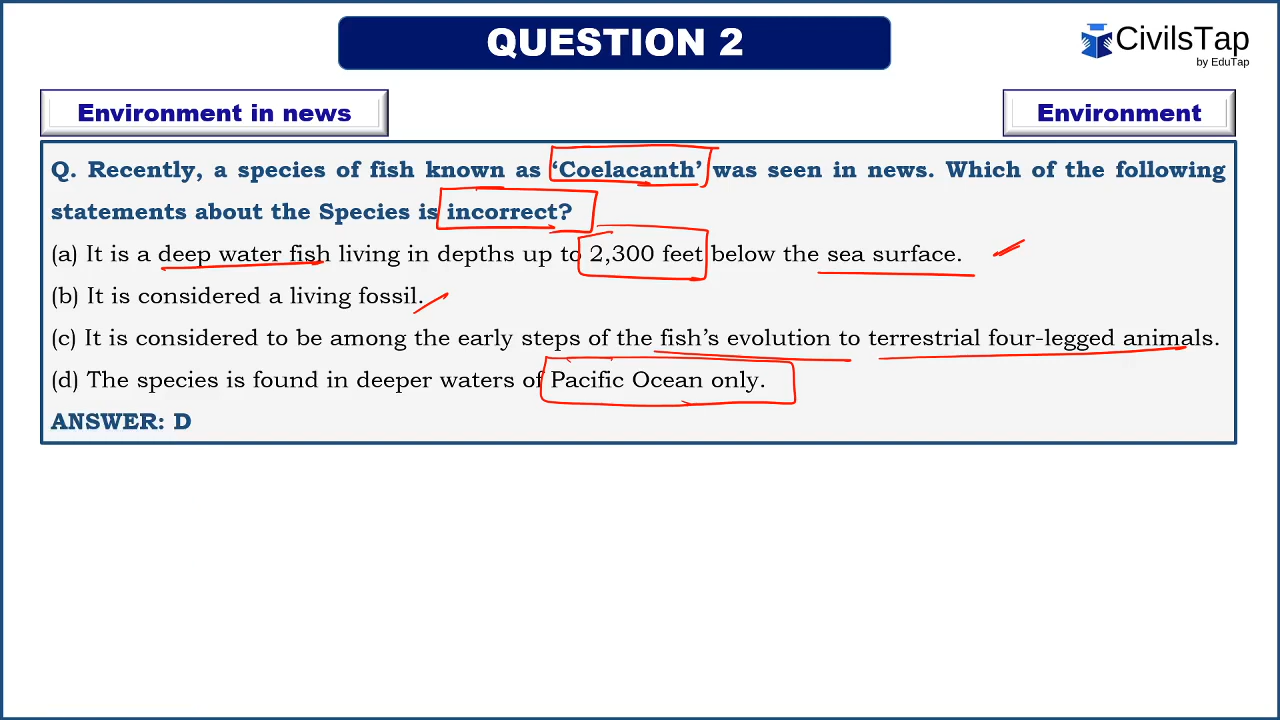 QUESTION 2
CivilsTap
by EduTap
Environment in news
Environment
Q. Recently, a species of fish known as ‘Coelacanth’ was seen in news. Which of the following
statements about the Species is incorrect?
(a) It is a deep water fish living in depths up to 2,300 feet below the sea surface.
(b) It is considered a living fossil.
(c) It is considered to be among the early steps of the fish’s evolution to terrestrial four-legged animals.
(d) The species is found in deeper waters of Pacific Ocean only.
ANSWER: D